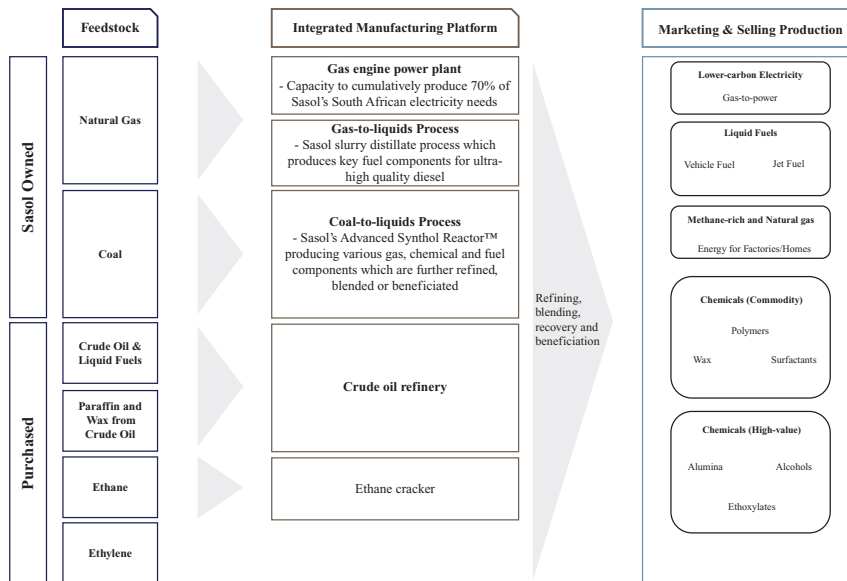 Feedstock
Integrated Manufacturing Platform
Marketing & Selling Production
Sasol Owned
Natural Gas
Coal
Purchased
Crude Oil &
Liquid Fuels
Paraffin and
Wax from
Crude Oil
Ethane
Ethylene
Gas engine power plant
- Capacity to cumulatively produce 70% of
Sasol's South African electricity needs
Gas-to-liquids Process
- Sasol slurry distillate process which
produces key fuel components for ultra-
high quality diesel
Coal-to-liquids Process
- Sasol's Advanced Synthol Reactor™
producing various gas, chemical and fuel
components which are further refined,
blended or beneficiated
Crude oil refinery
Ethane cracker
Refining,
blending,
recovery and
beneficiation
Lower-carbon Electricity
Gas-to-power
Liquid Fuels
Vehicle Fuel
Jet Fuel
Methane-rich and Natural gas
Energy for Factories/Homes
Chemicals (Commodity)
Polymers
Wax
Surfactants
Chemicals (High-value)
Alumina
Alcohols
Ethoxylates